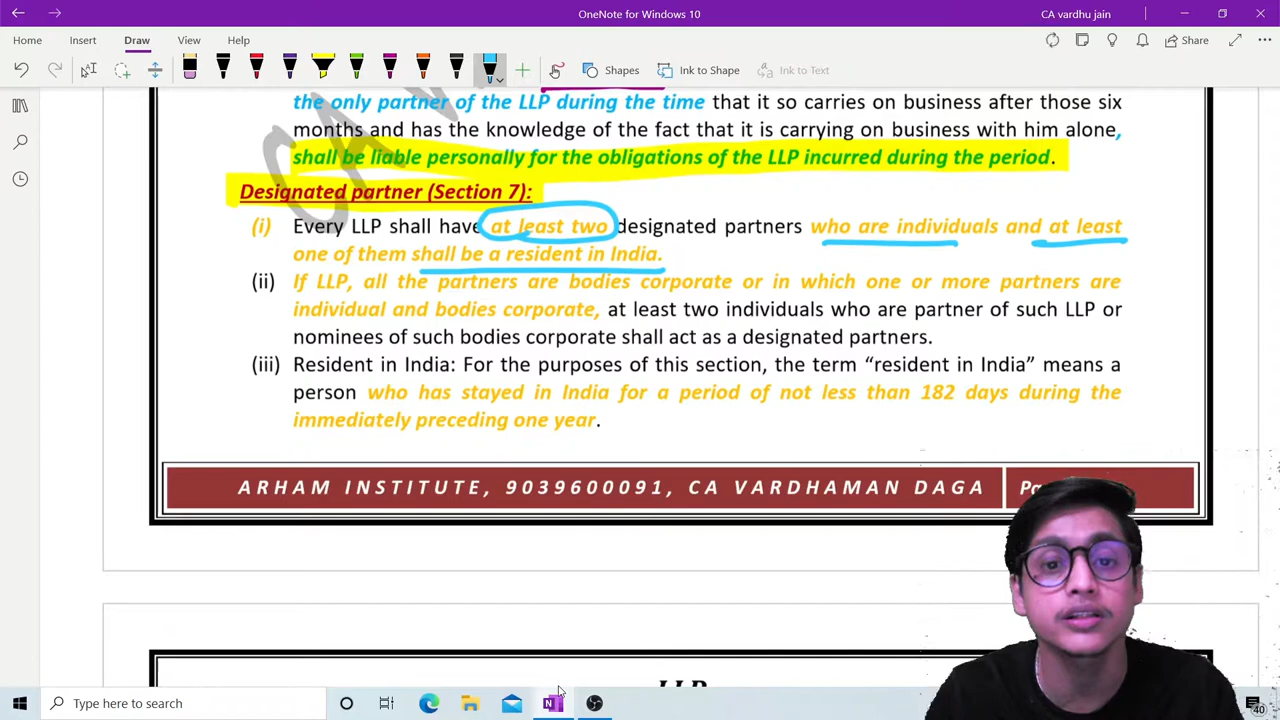 OneNote for Windows 10
CA vardhu jain
Home Insert Draw View Help
Share
Shapes Ink to Shape Ink to Text
the only partner of the LLP during the time that it so carries on business after those six
months and has the knowledge of the fact that it is carrying on business with him alone,
shall be liable personally for the obligations of the LLP incurred during the period.
Designated partner (Section 7):
(i) Every LLP shall have at least two designated partners who are individuals and at least
one of them shall be a resident in India.
(ii) If LLP, all the partners are bodies corporate or in which one or more partners are
individual and bodies corporate, at least two individuals who are partner of such LLP or
nominees of such bodies corporate shall act as a designated partners.
(iii) Resident in India: For the purposes of this section, the term “resident in India” means a
person who has stayed in India for a period of not less than 182 days during the
immediately preceding one year.
ARHAM INSTITUTE, 9039600091, CA VARDHAMAN DAGA
LLP
Type here to search
40